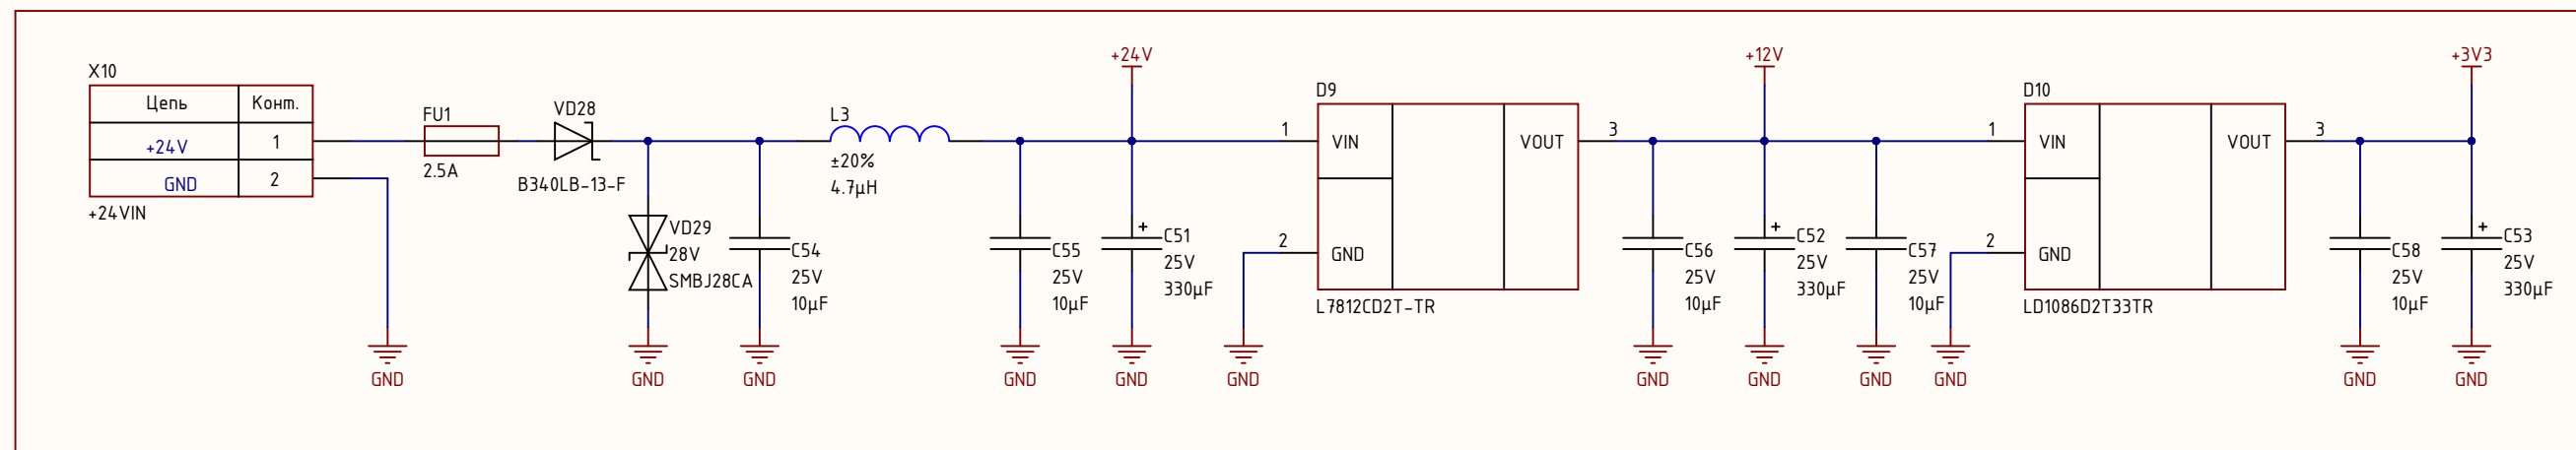 X10
Цепь Конт.
+24V 1
GND 2
+24VIN
GND
FU1
2.5A
VD28
B340LB-13-F
VD29
28V
SMBJ28CA
GND
C54
25V
10µF
GND
L3
±20%
4.7µH
C55
25V
10µF
GND
+24V
+
C51
25V
330µF
GND
D9
1 VIN VOUT 3
2 GND
L7812CD2T-TR
GND
C56
25V
10µF
GND
+12V
+
C52
25V
330µF
GND
C57
25V
10µF
GND
D10
1 VIN VOUT 3
2 GND
LD1086D2T33TR
GND
C58
25V
10µF
GND
+3V3
+
C53
25V
330µF
GND